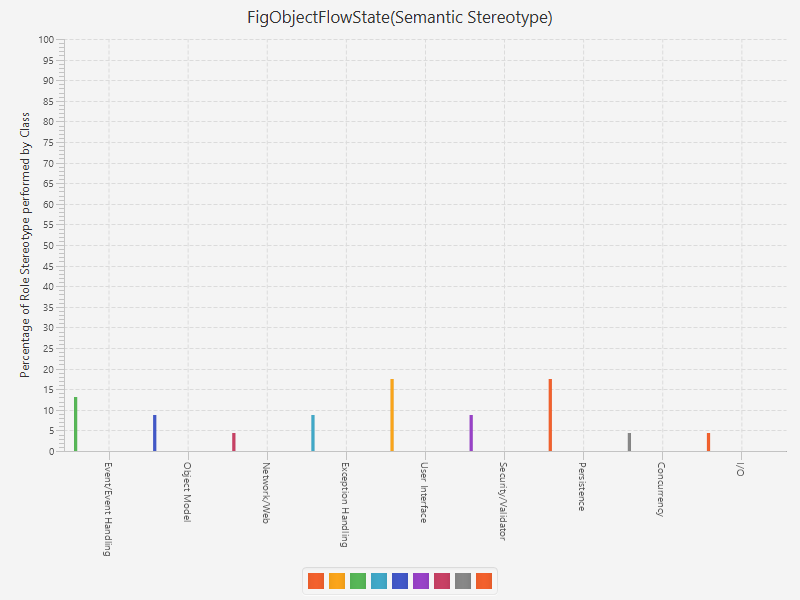 FigObjectFlowState(Semantic Stereotype)
Percentage of Role Stereotype performed by Class
100
95
90
85
80
75
70
65
60
55
50
45
40
35
30
25
20
15
10
5
0
Event/Event Handling
Object Model
Network/Web
Exception Handling
User Interface
Security/Validator
Persistence
Concurrency
I/O